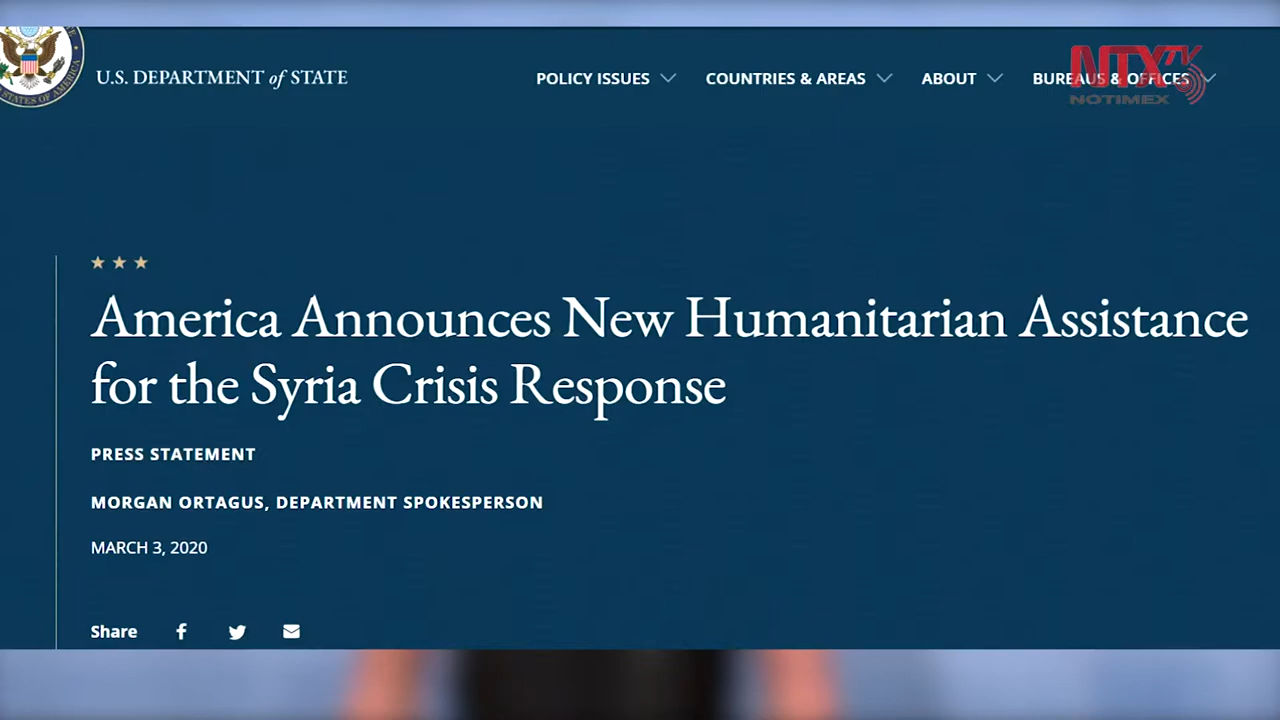 U.S. DEPARTMENT of STATE
POLICY ISSUES
COUNTRIES & AREAS
ABOUT
BUREAUS & OFFICES
NTXTV
NOTIMEX
America Announces New Humanitarian Assistance
for the Syria Crisis Response
PRESS STATEMENT
MORGAN ORTAGUS, DEPARTMENT SPOKESPERSON
MARCH 3, 2020
Share